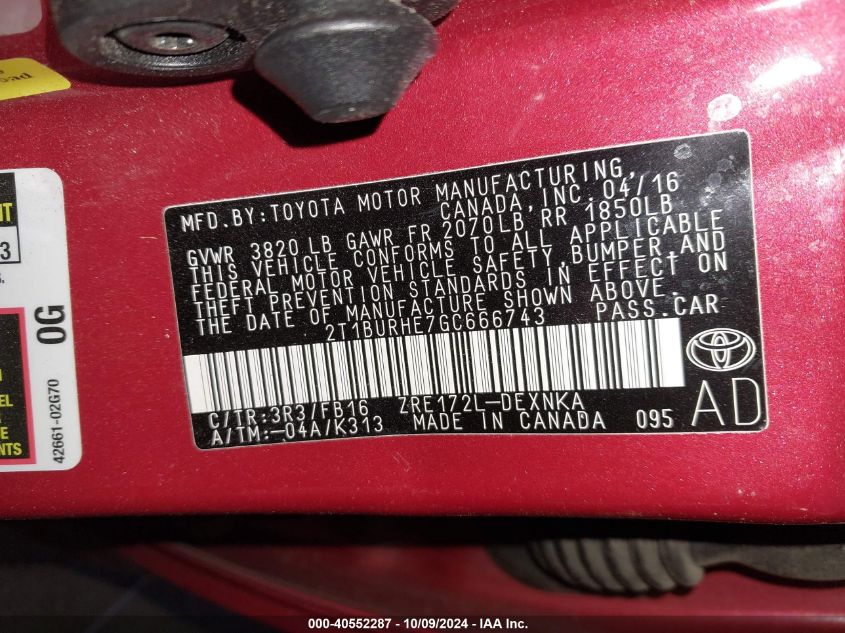 MFD. BY: TOYOTA MOTOR MANUFACTURING,
CANADA, INC. 04/16
GVWR 3820 LB GAWR FR 2070LB RR 1850LB
THIS VEHICLE CONFORMS TO ALL APPLICABLE
FEDERAL MOTOR VEHICLE SAFETY, BUMPER, AND
THEFT PREVENTION STANDARDS IN EFFECT ON
THE DATE OF MANUFACTURE SHOWN ABOVE.
2T1BURHE7GC666743 PASS. CAR
C/TR: 3R3/FB16 ZRE172L-DEXNKA
A/TM:-04A/K313 MADE IN CANADA 095
AD
0G
42661-02G70
000-40552287 - 10/09/2024 - IAA Inc.